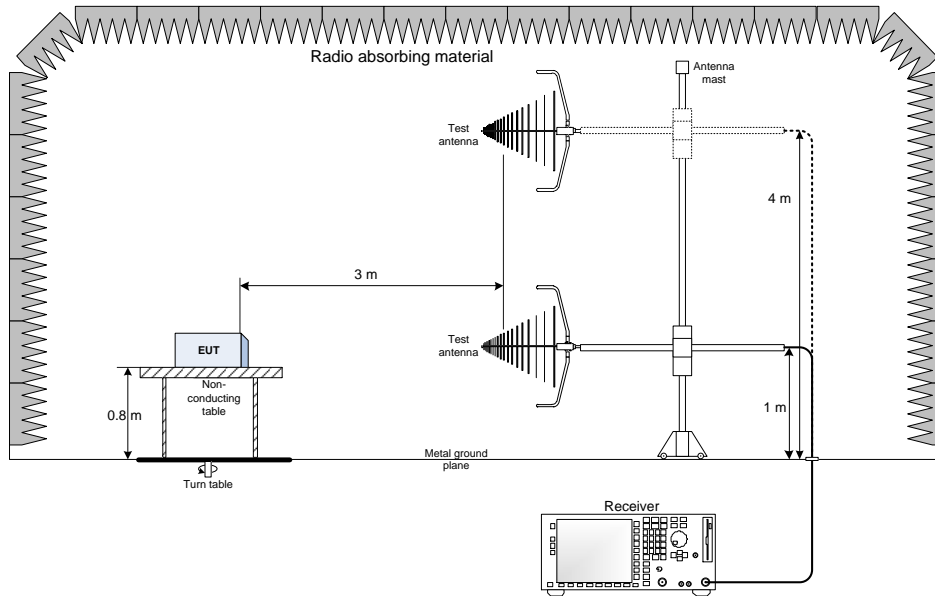 Radio absorbing material
Antenna
mast
Test
antenna
4 m
3 m
Test
antenna
EUT
Non-
conducting
table
0.8 m
1 m
Metal ground
plane
Turn table
Receiver